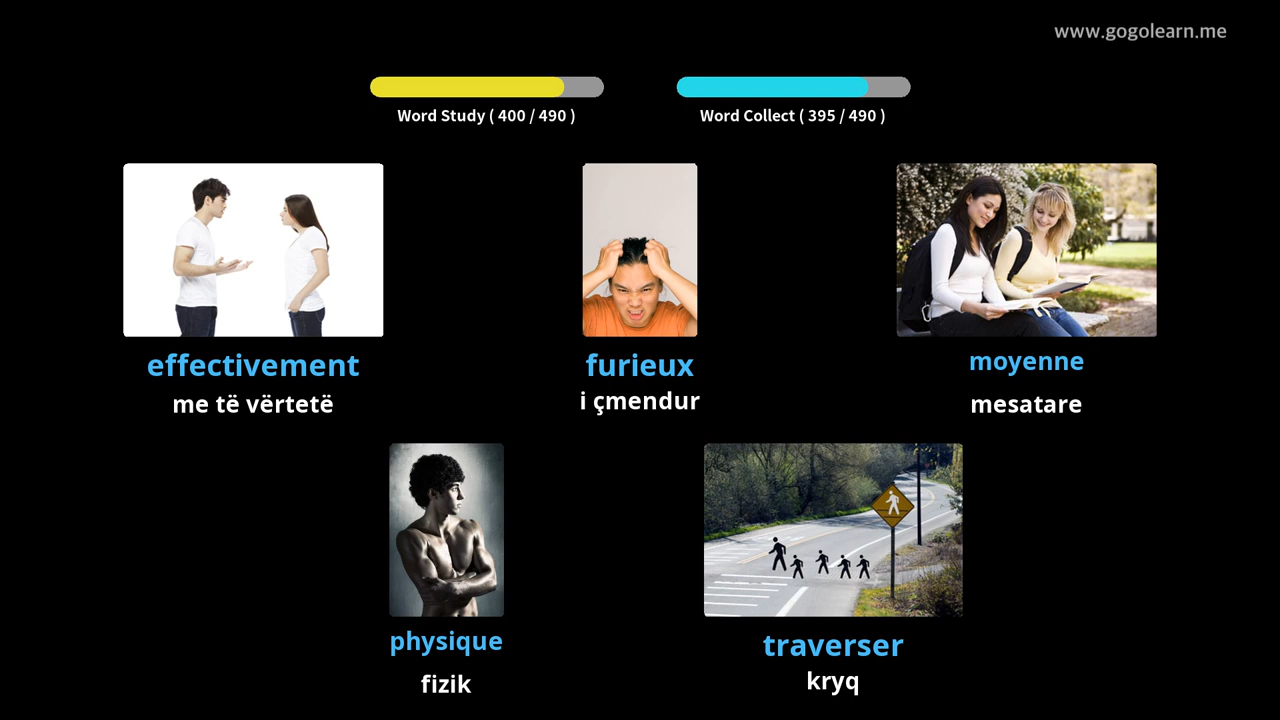 www.gogolearn.me
Word Study ( 400 / 490 )
Word Collect ( 395 / 490 )
effectivement
me të vërtetë
furieux
i çmendur
moyenne
mesatare
physique
fizik
traverser
kryq